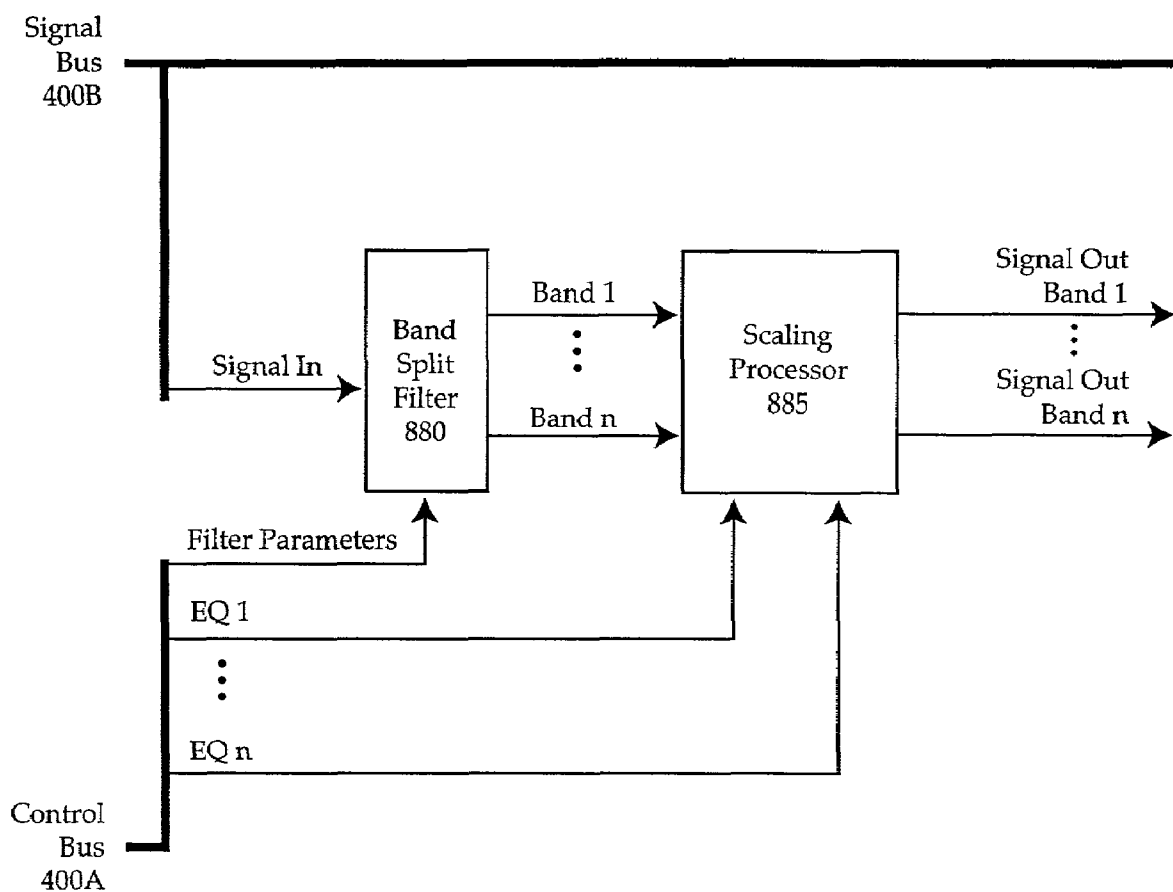 Signal
Bus
400B
Signal In
Band
Split
Filter
880
Band 1
Band n
Scaling
Processor
885
Signal Out
Band 1
Signal Out
Band n
Filter Parameters
EQ 1
EQ n
Control
Bus
400A